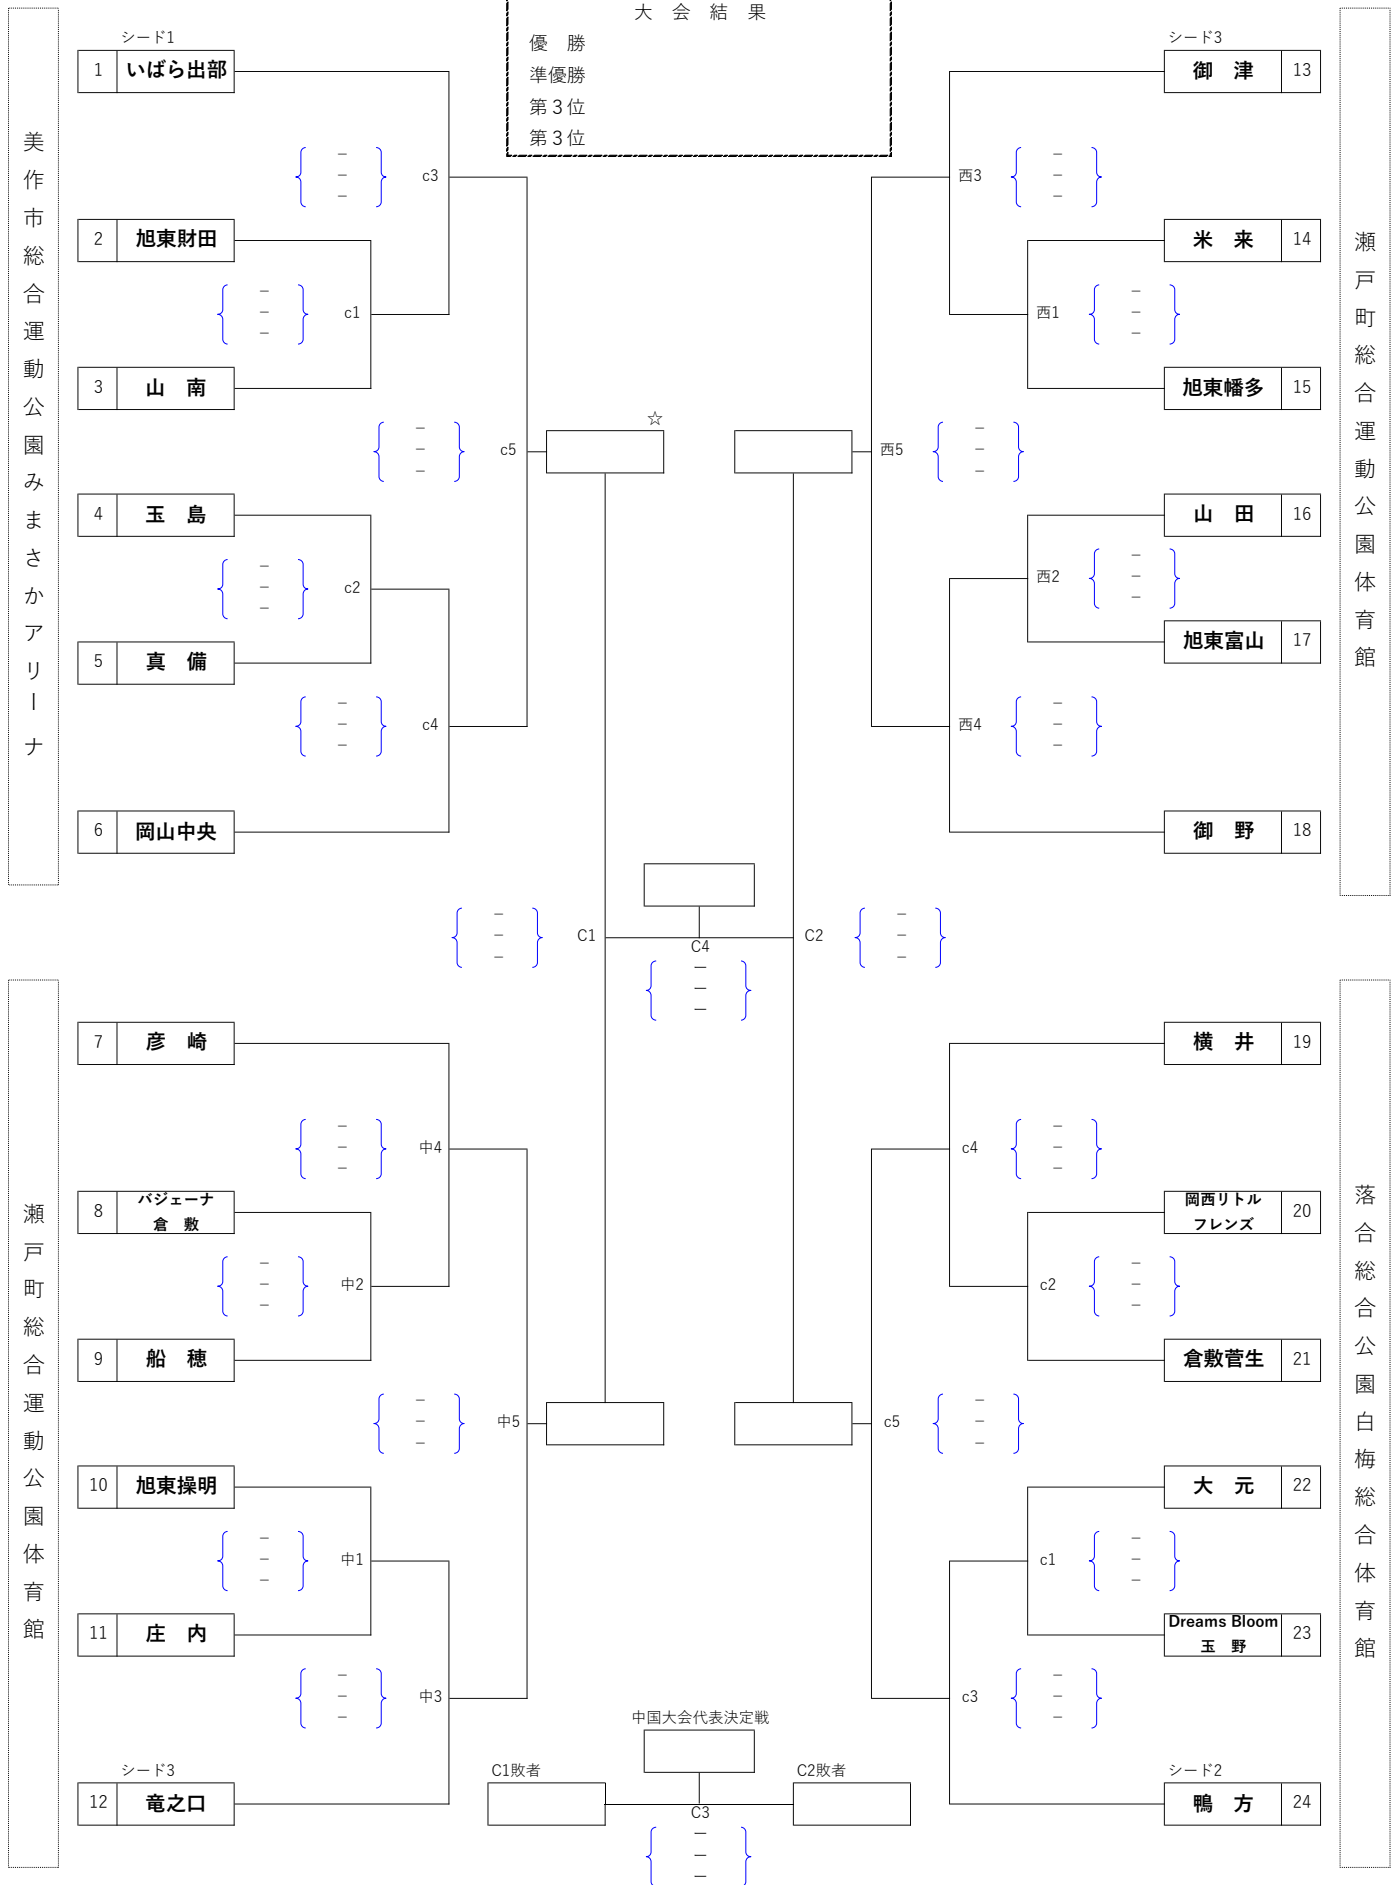 大 会 結 果
優 勝
準優勝
第3位
第3位
美作市総合運動公園みまさかアリーナ
シード1
1 いばら出部
－
－
－
c3
2 旭東財田
－
－
－
c1
3 山 南
－
－
－
c5
☆
4 玉 島
－
－
－
c2
5 真 備
－
－
－
c4
6 岡山中央
瀬戸町総合運動公園体育館
シード3
御 津 13
西3
－
－
－
米 来 14
西1
－
－
－
旭東幡多 15
西5
－
－
－
山 田 16
西2
－
－
－
旭東富山 17
西4
－
－
－
御 野 18
－
－
－
C1
C4
－
－
－
C2
－
－
－
瀬戸町総合運動公園体育館
7 彦 崎
－
－
－
中4
8 バジェーナ
倉 敷
－
－
－
中2
9 船 穂
－
－
－
中5
10 旭東操明
－
－
－
中1
11 庄 内
－
－
－
中3
シード3
12 竜之口
落合総合公園白梅総合体育館
横 井 19
c4
－
－
－
岡西リトル
フレンズ 20
c2
－
－
－
倉敷菅生 21
c5
－
－
－
大 元 22
c1
－
－
－
Dreams Bloom
玉 野 23
c3
－
－
－
シード2
鴨 方 24
中国大会代表決定戦
C1敗者
C2敗者
C3
－
－
－